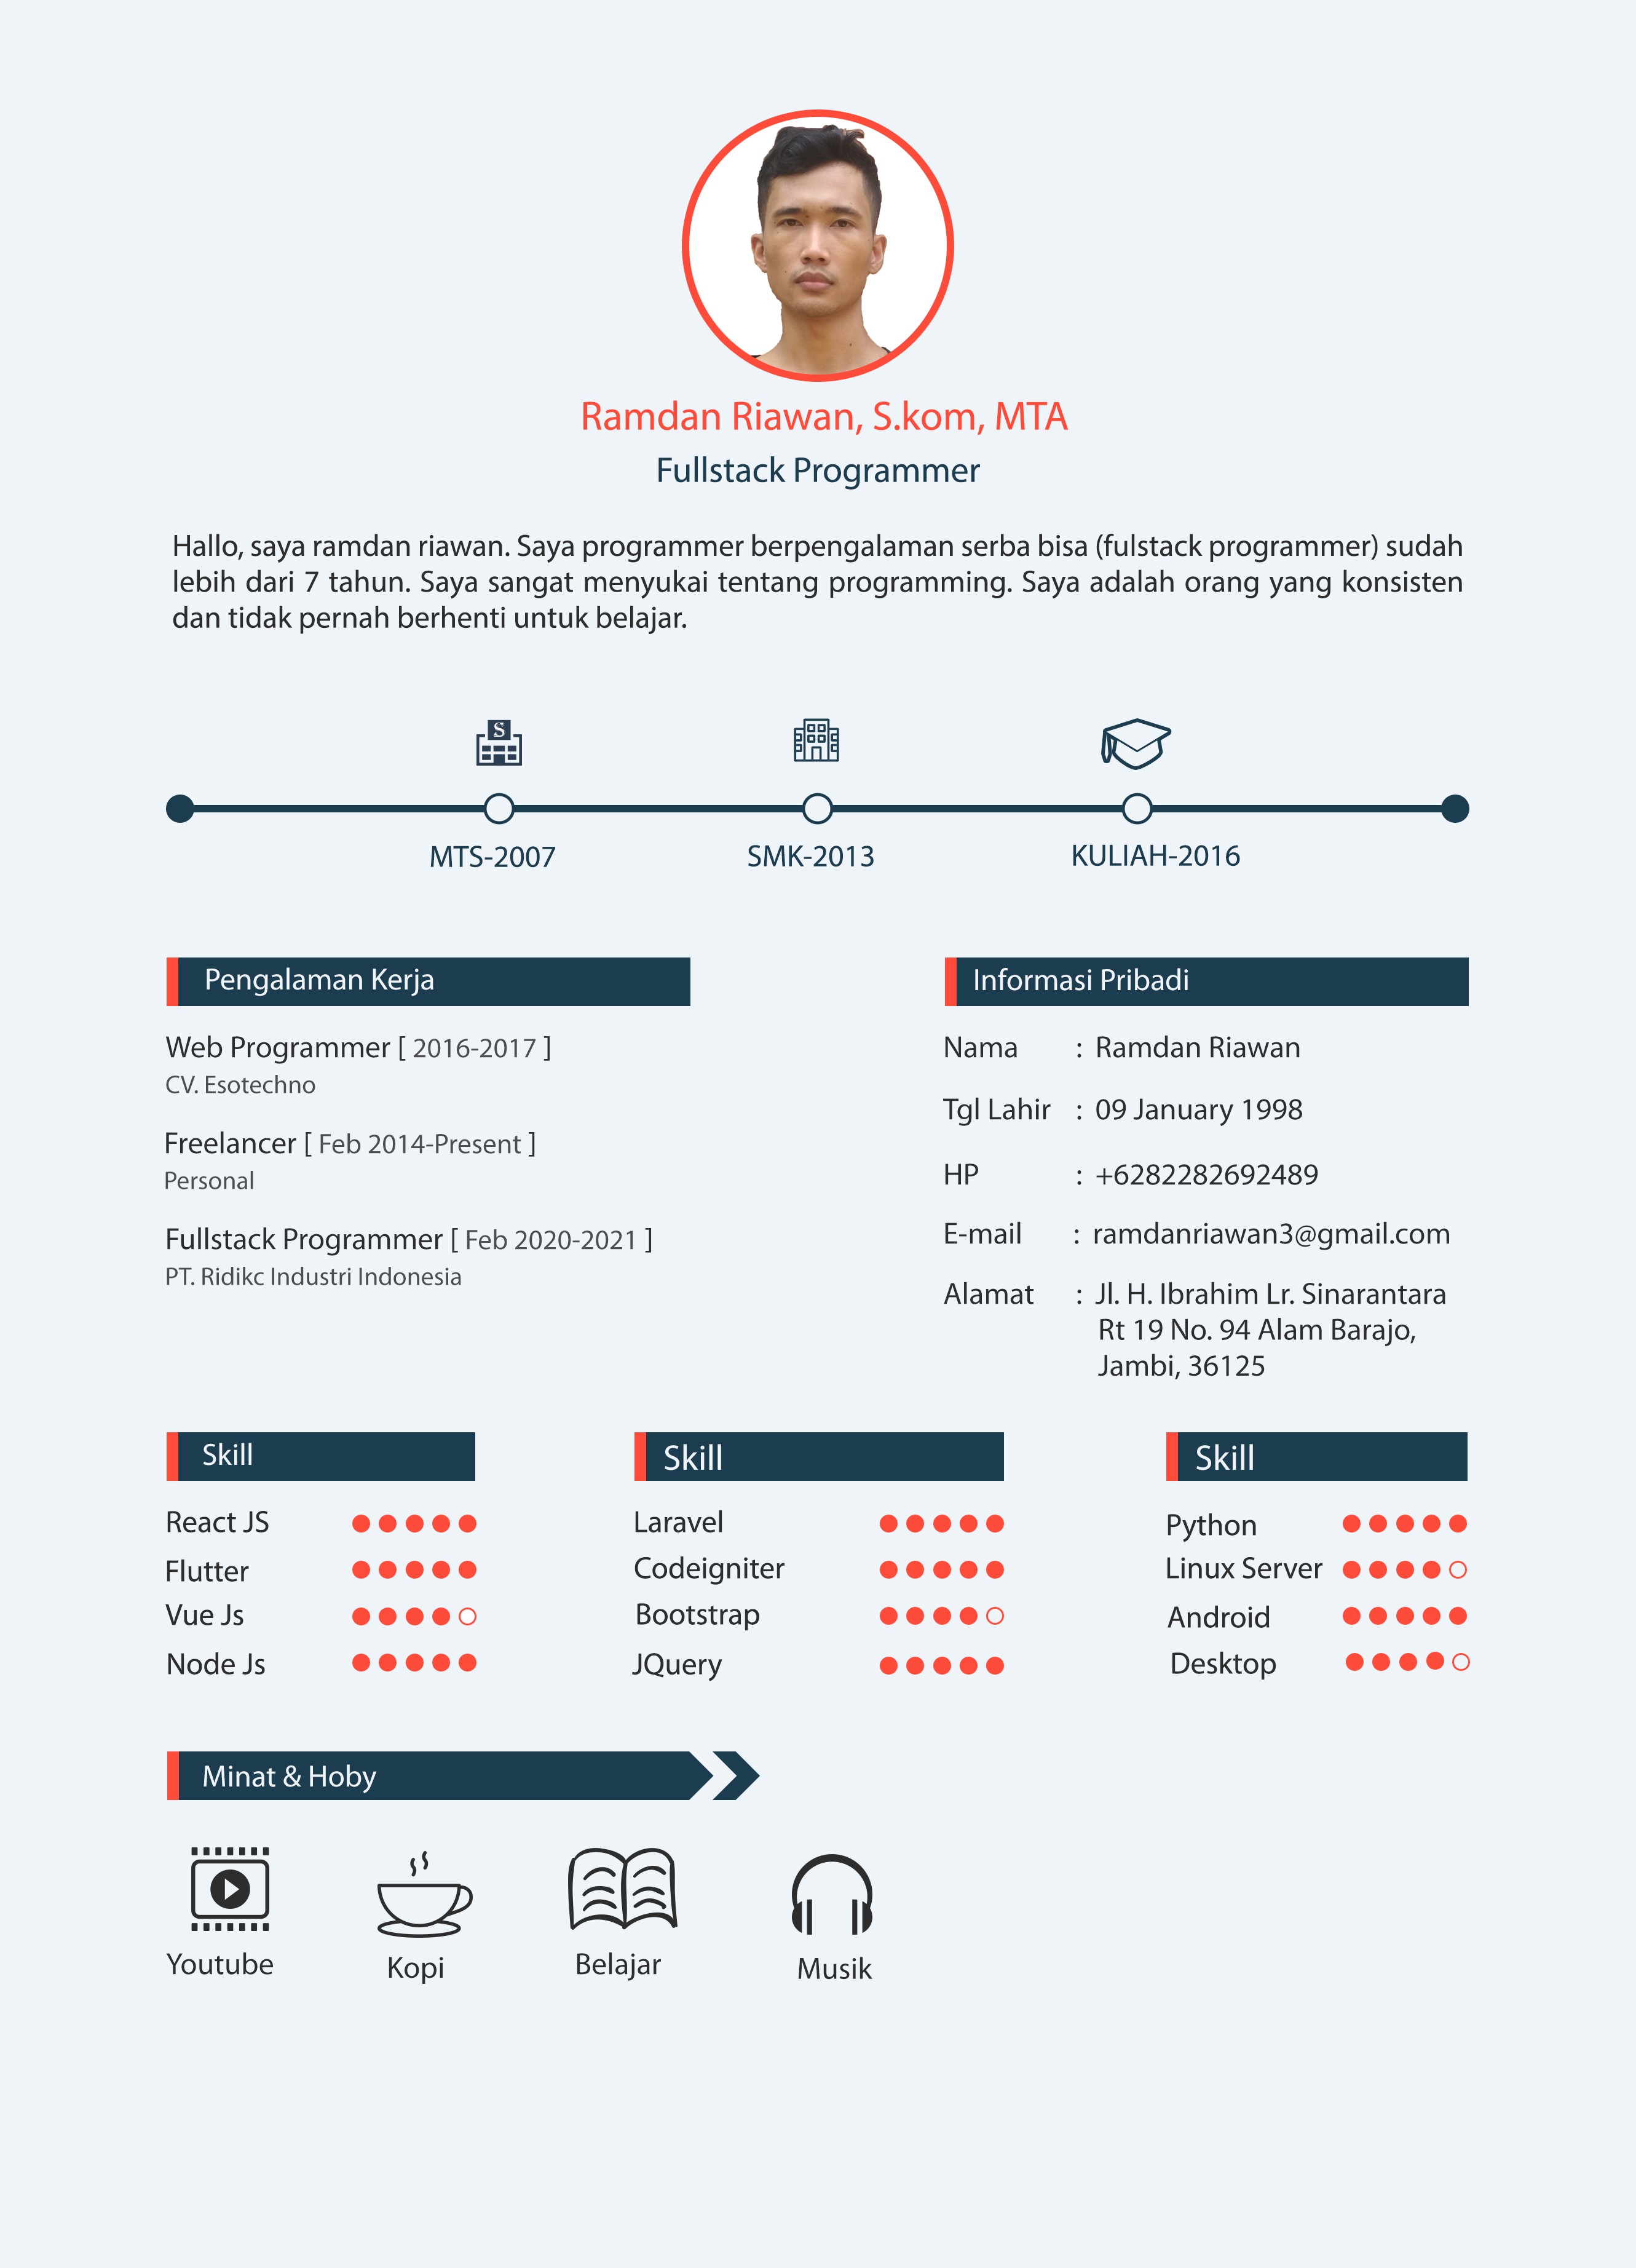 Ramdan Riawan, S.kom, MTA
Fullstack Programmer
Hallo, saya ramdan riawan. Saya programmer berpengalaman serba bisa (fulstack programmer) sudah
lebih dari 7 tahun. Saya sangat menyukai tentang programming. Saya adalah orang yang konsisten
dan tidak pernah berhenti untuk belajar.
S
MTS-2007
SMK-2013
KULIAH-2016
Pengalaman Kerja
Web Programmer [ 2016-2017 ]
CV. Esotechno
Freelancer [ Feb 2014-Present ]
Personal
Fullstack Programmer [ Feb 2020-2021 ]
PT. Ridikc Industri Indonesia
Informasi Pribadi
Nama : Ramdan Riawan
Tgl Lahir : 09 January 1998
HP : +6282282692489
E-mail : ramdanriawan3@gmail.com
Alamat : Jl. H. Ibrahim Lr. Sinarantara
Rt 19 No. 94 Alam Barajo,
Jambi, 36125
Skill
React JS
Flutter
Vue Js
Node Js
Skill
Laravel
Codeigniter
Bootstrap
JQuery
Skill
Python
Linux Server
Android
Desktop
Minat & Hoby
Youtube
Kopi
Belajar
Musik